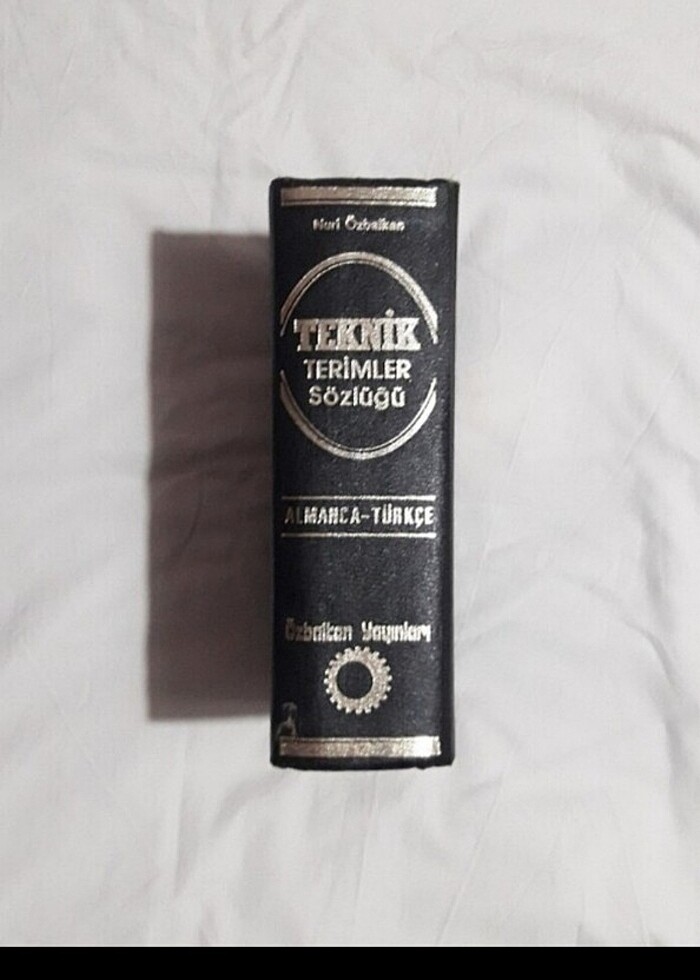 Nuri Özbalkan
TEKNİK
TERİMLER
Sözlüğü
ALMANCA-TÜRKÇE
Özbalkan Yayınları